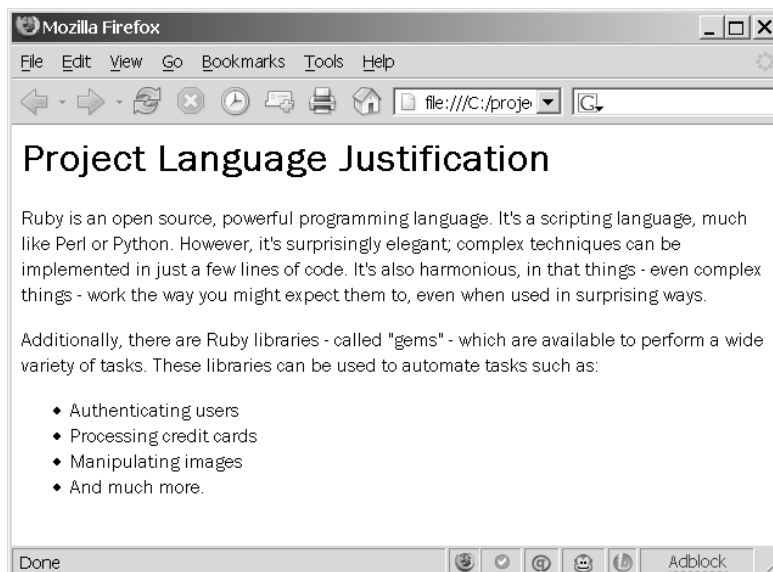 Mozilla Firefox
File Edit View Go Bookmarks Tools Help
file:///C:/proje G
Project Language Justification
Ruby is an open source, powerful programming language. It's a scripting language, much
like Perl or Python. However, it's surprisingly elegant; complex techniques can be
implemented in just a few lines of code. It's also harmonious, in that things - even complex
things - work the way you might expect them to, even when used in surprising ways.
Additionally, there are Ruby libraries - called "gems" - which are available to perform a wide
variety of tasks. These libraries can be used to automate tasks such as:
• Authenticating users
• Processing credit cards
• Manipulating images
• And much more.
Done Adblock